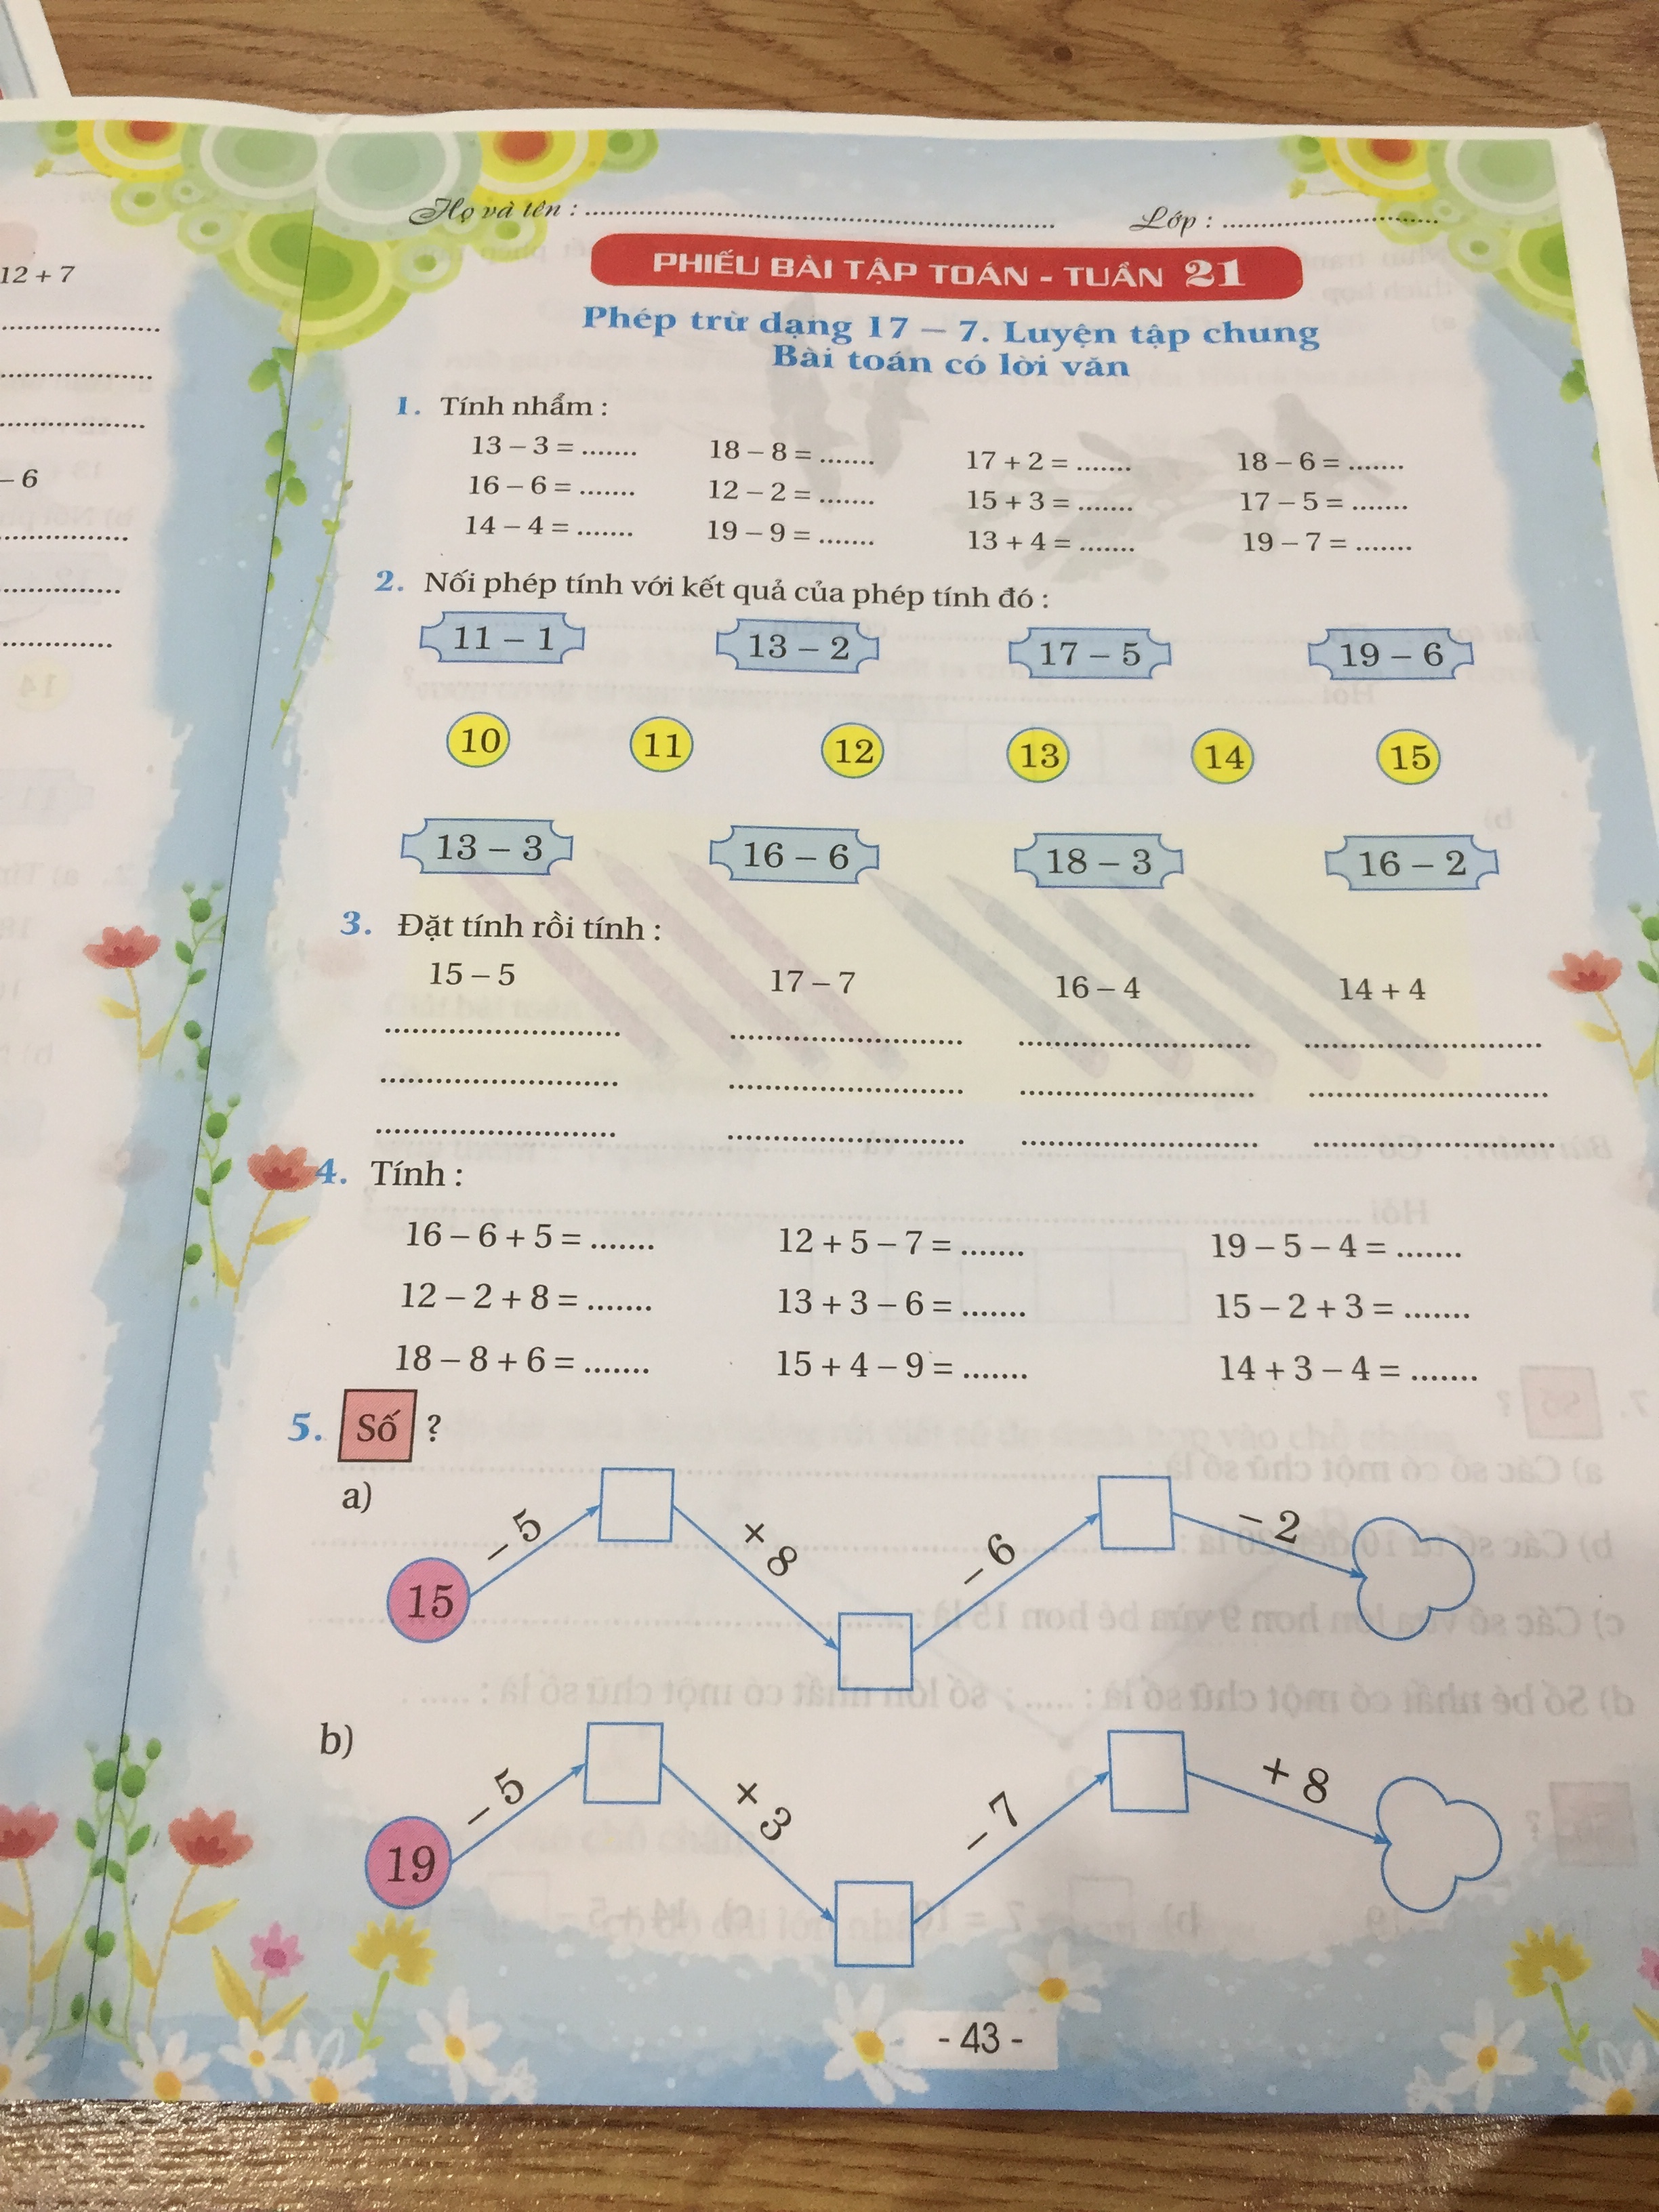 12 + 7
– 6
Họ và tên : .......... Lớp : ..........
PHIẾU BÀI TẬP TOÁN - TUẦN 21
Phép trừ dạng 17 – 7. Luyện tập chung
Bài toán có lời văn
1. Tính nhẩm :
13 – 3 = ....... 18 – 8 = ....... 17 + 2 = ....... 18 – 6 = .......
16 – 6 = ....... 12 – 2 = ....... 15 + 3 = ....... 17 – 5 = .......
14 – 4 = ....... 19 – 9 = ....... 13 + 4 = ....... 19 – 7 = .......
2. Nối phép tính với kết quả của phép tính đó :
11 – 1 13 – 2 17 – 5 19 – 6
10 11 12 13 14 15
13 – 3 16 – 6 18 – 3 16 – 2
3. Đặt tính rồi tính :
15 – 5 17 – 7 16 – 4 14 + 4
4. Tính :
16 – 6 + 5 = ....... 12 + 5 – 7 = ....... 19 – 5 – 4 = .......
12 – 2 + 8 = ....... 13 + 3 – 6 = ....... 15 – 2 + 3 = .......
18 – 8 + 6 = ....... 15 + 4 – 9 = ....... 14 + 3 – 4 = .......
5. Số ?
a)
15 – 5 + 8 – 6 – 2
b)
19 – 5 + 3 – 7 + 8
- 43 -